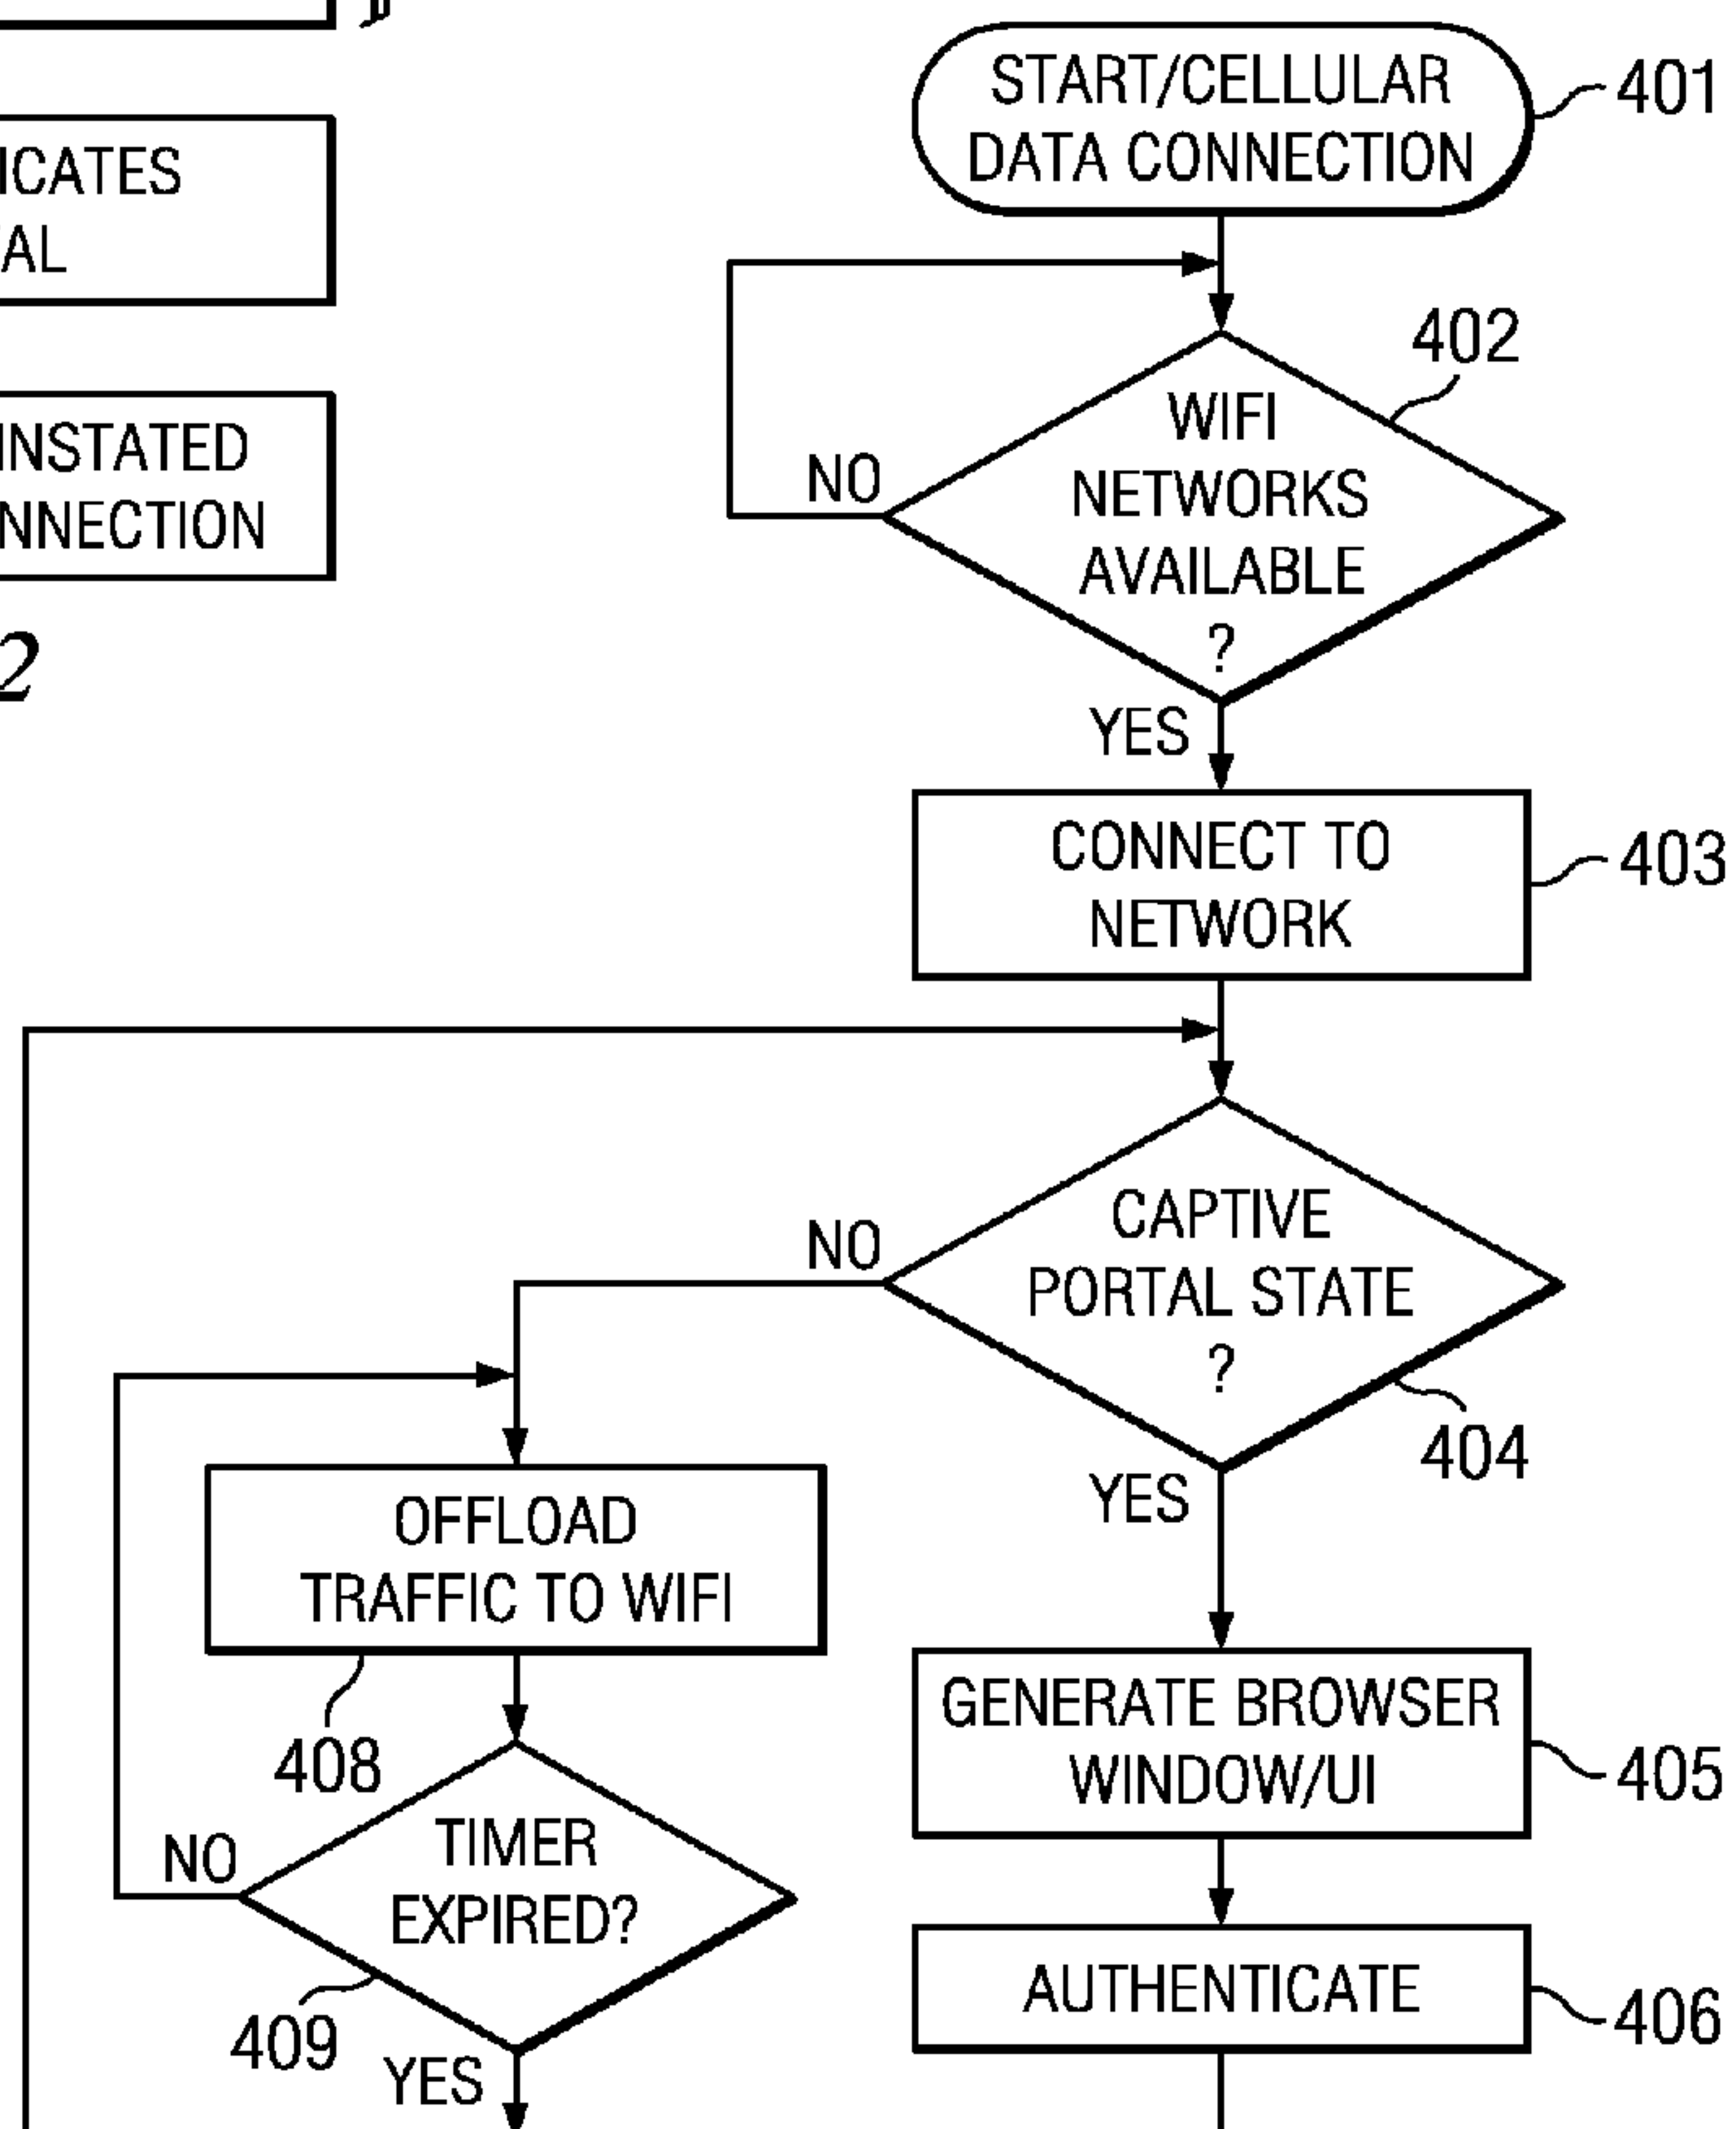 START/CELLULAR
DATA CONNECTION
401
402
WIFI
NETWORKS
AVAILABLE
?
NO
YES
CONNECT TO
NETWORK
403
CAPTIVE
PORTAL STATE
?
NO
404
YES
OFFLOAD
TRAFFIC TO WIFI
408
GENERATE BROWSER
WINDOW/UI
405
TIMER
EXPIRED?
NO
409
YES
AUTHENTICATE
406
ICATES
AL
INSTATED
NNECTION
2